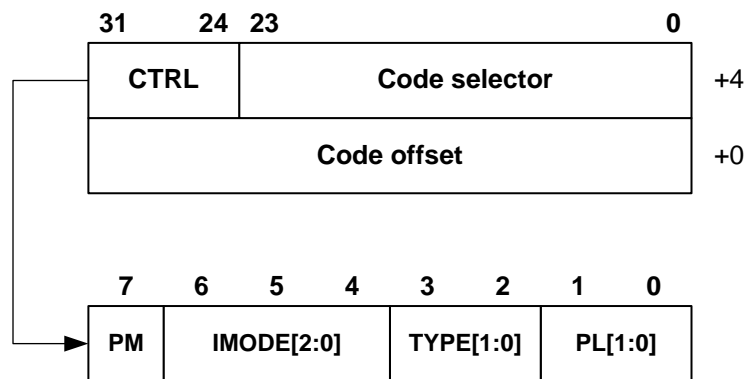 31 24 23 0
CTRL Code selector +4
Code offset +0
7 6 5 4 3 2 1 0
PM IMODE[2:0] TYPE[1:0] PL[1:0]